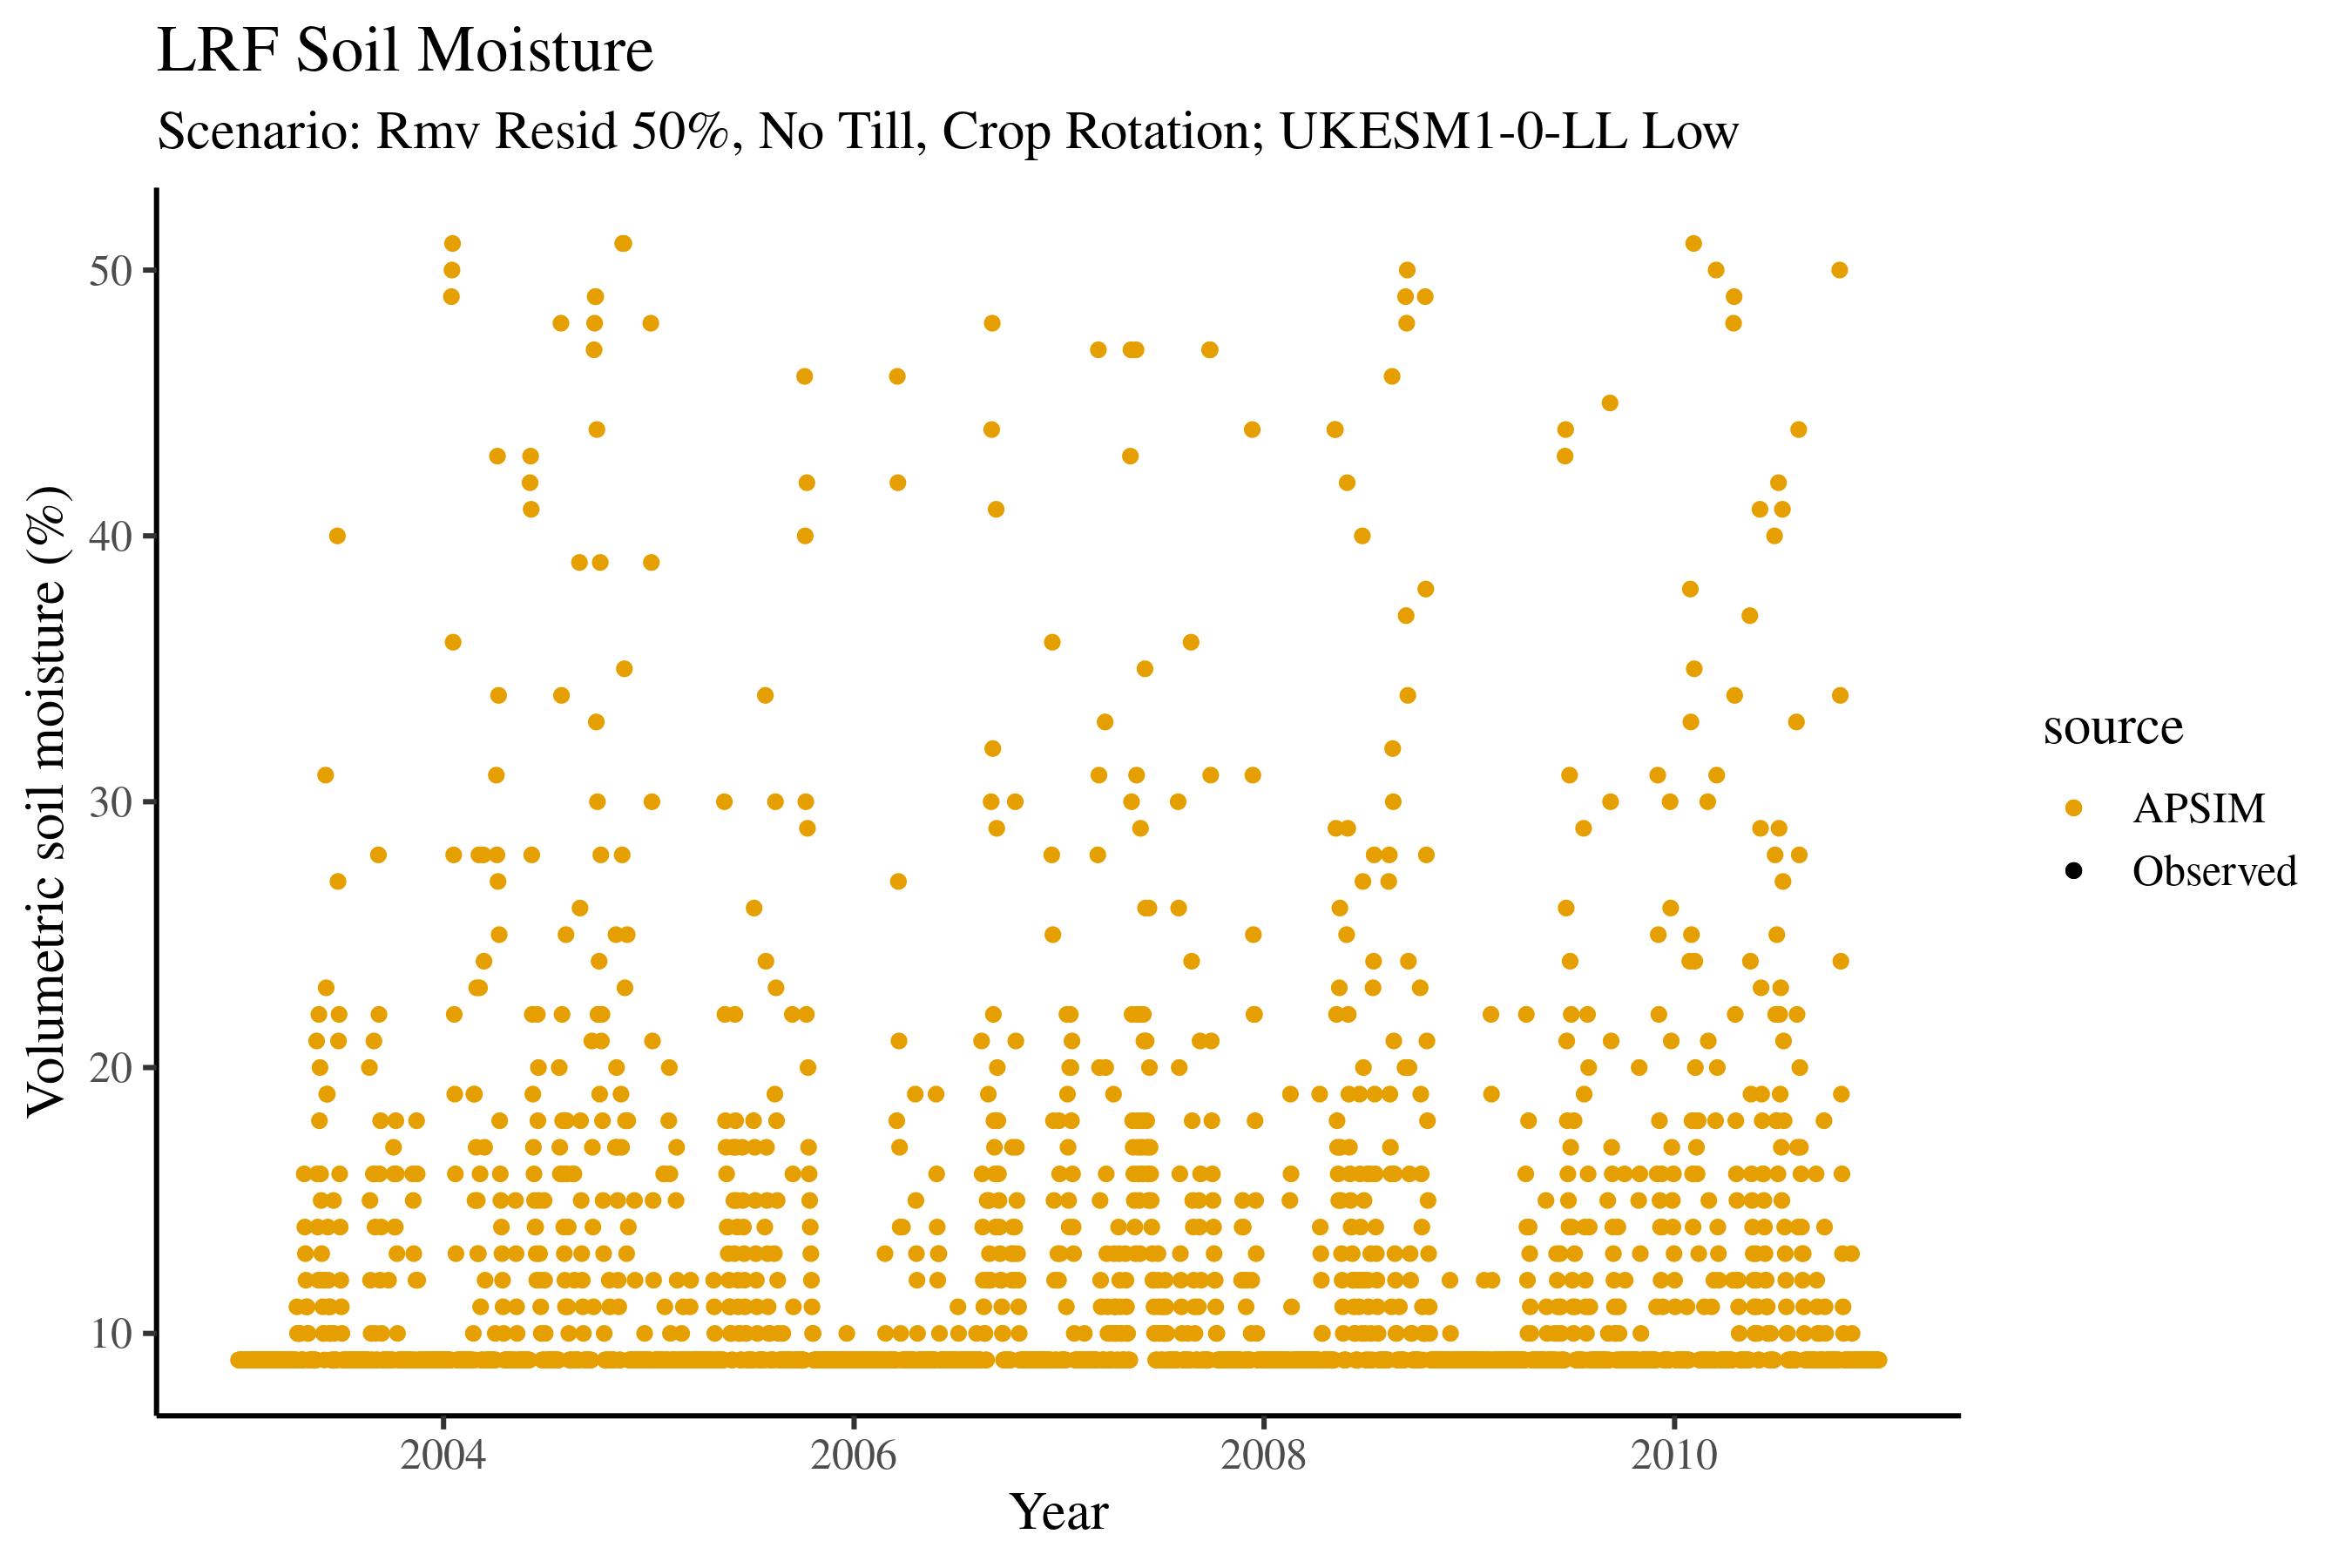 LRF Soil Moisture
Scenario: Rmv Resid 50%, No Till, Crop Rotation; UKESM1-0-LL Low
Volumetric soil moisture (%)
50
40
30
20
10
2004 2006 2008 2010
Year
source
APSIM
Observed